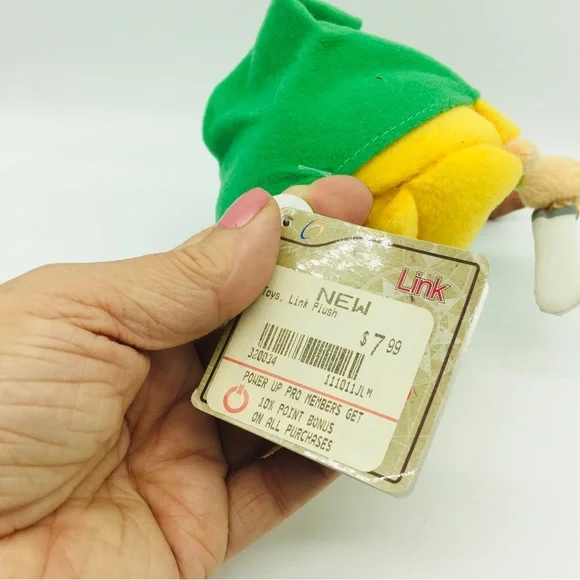 Link
NEW
Toys, Link Plush
$7.99
320034
111011JLM
POWER UP PRO MEMBERS GET
10% POINT BONUS
ON ALL PURCHASES